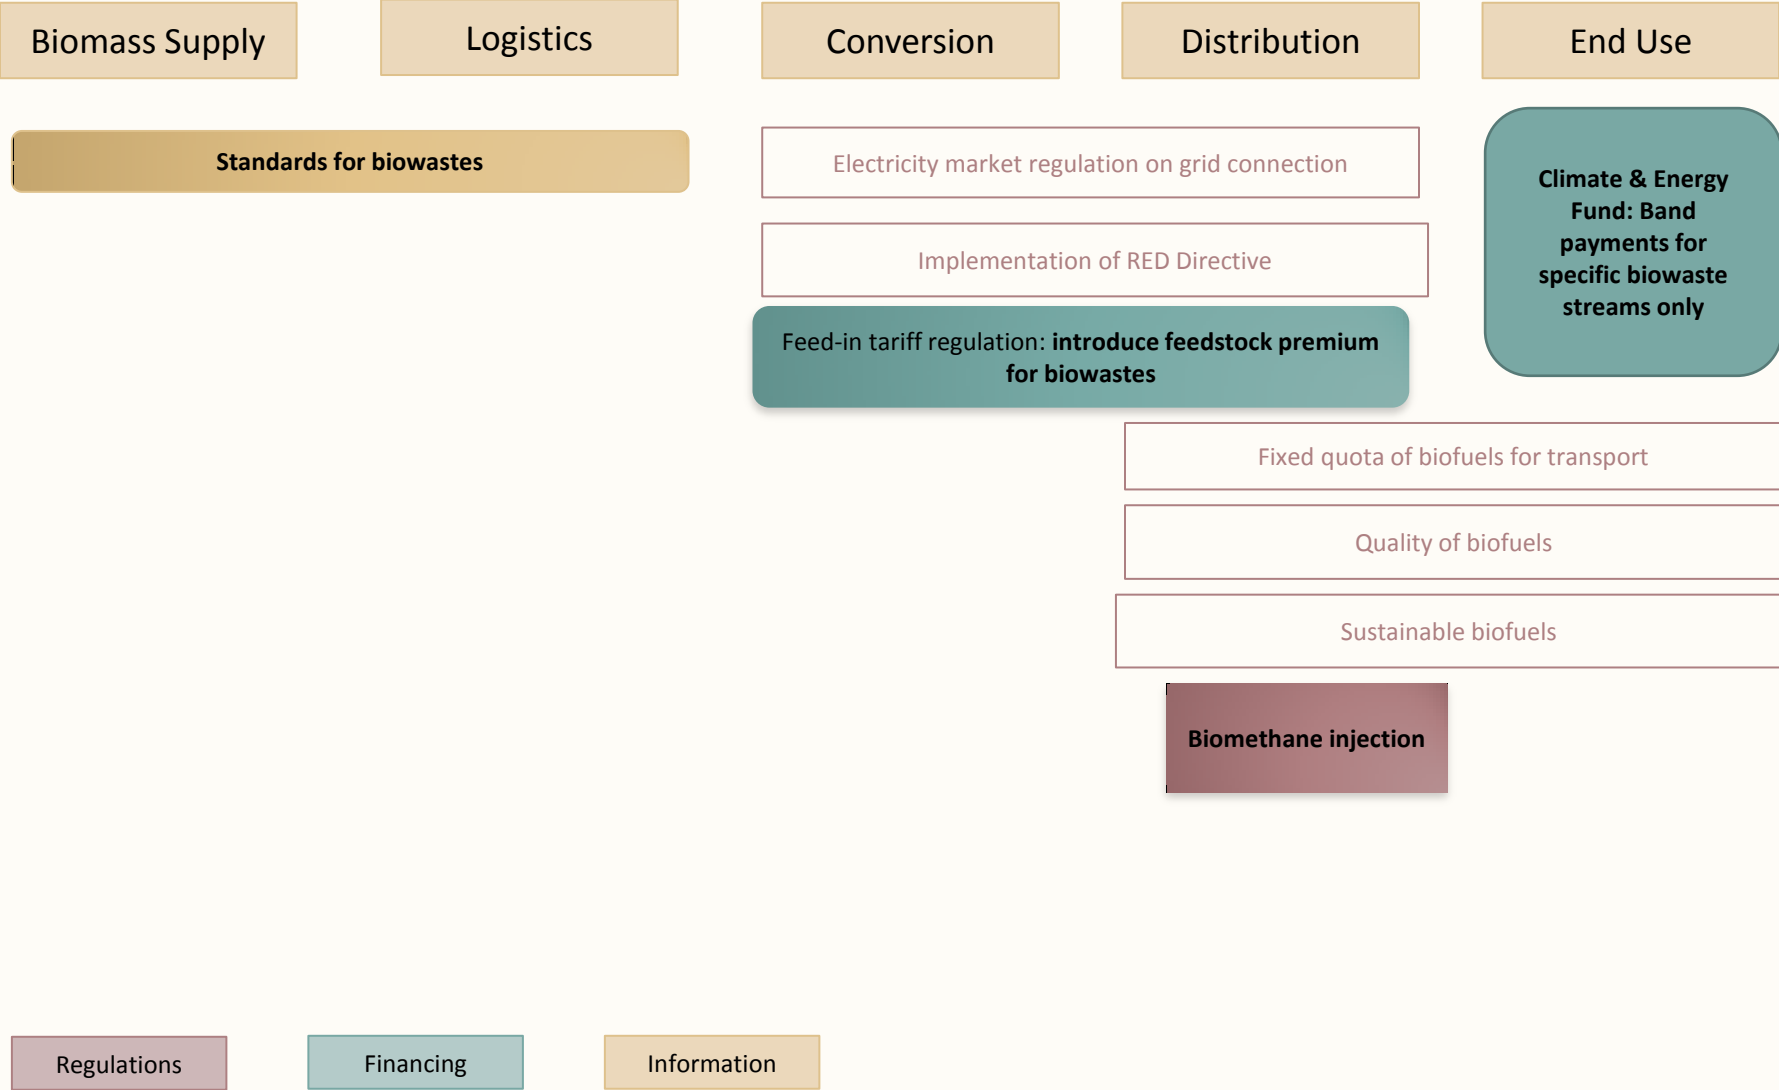 Biomass Supply
Logistics
Conversion
Distribution
End Use
Standards for biowastes
Electricity market regulation on grid connection
Climate & Energy
Fund: Band
payments for
specific biowaste
streams only
Implementation of RED Directive
Feed-in tariff regulation: introduce feedstock premium
for biowastes
Fixed quota of biofuels for transport
Quality of biofuels
Sustainable biofuels
Biomethane injection
Regulations
Financing
Information